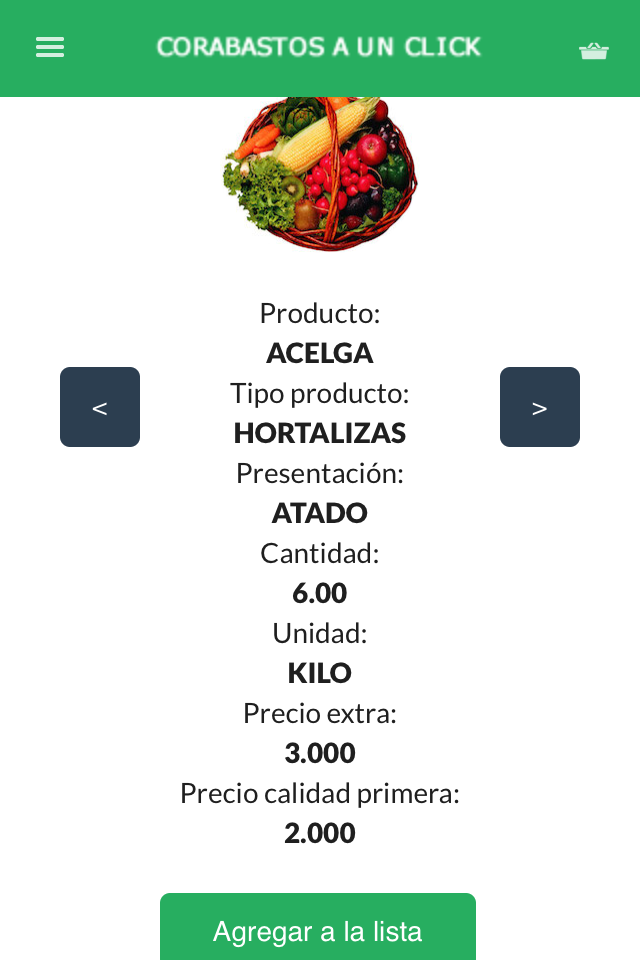 CORABASTOS A UN CLICK
Producto:
ACELGA
Tipo producto:
<
>
HORTALIZAS
Presentación:
ATADO
Cantidad:
6.00
Unidad:
KILO
Precio extra:
3.000
Precio calidad primera:
2.000
Agregar a la lista